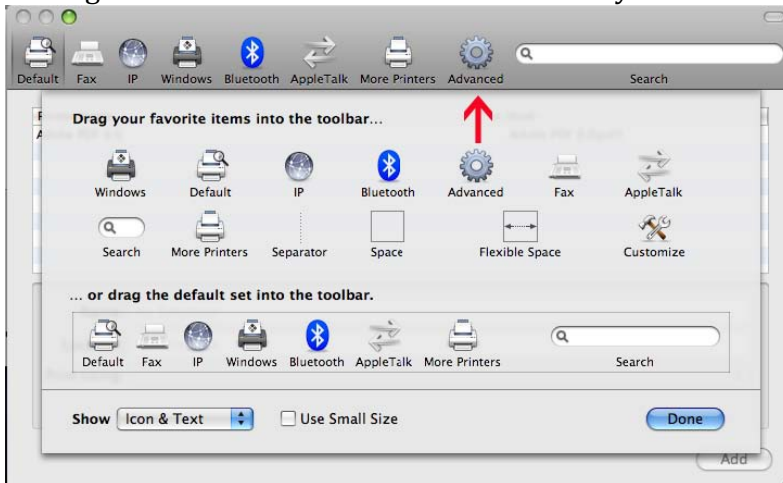 Default Fax IP Windows Bluetooth AppleTalk More Printers Advanced Search
Drag your favorite items into the toolbar...
Windows Default IP Bluetooth Advanced Fax AppleTalk
Search More Printers Separator Space Flexible Space Customize
... or drag the default set into the toolbar.
Default Fax IP Windows Bluetooth AppleTalk More Printers Search
Show Icon & Text Use Small Size Done
Add